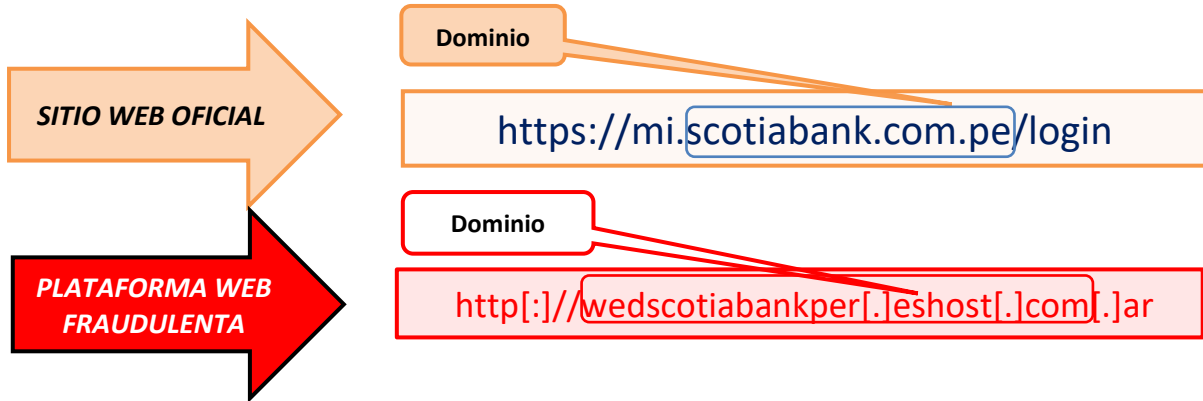 Dominio
SITIO WEB OFICIAL
https://mi.scotiabank.com.pe/login
Dominio
PLATAFORMA WEB
FRAUDULENTA
http[:]//wedscotiabankper[.]eshost[.]com[.]ar